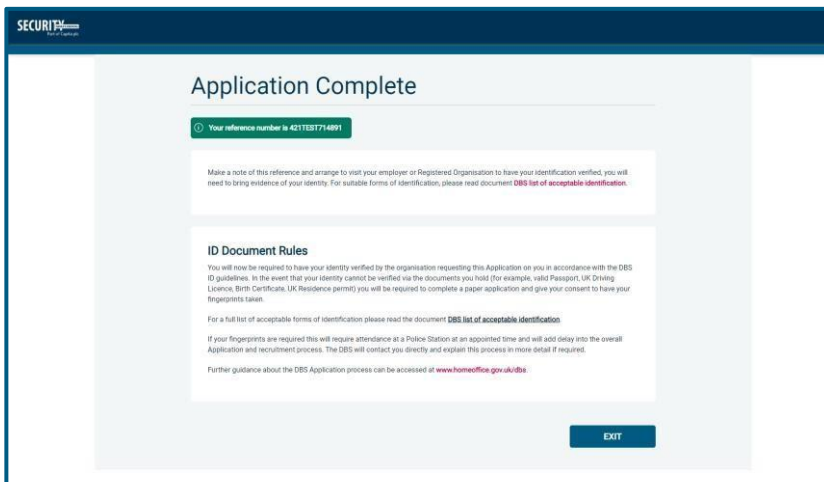 SECURITY
Application Complete
Your reference number is 421TEST714891
Make a note of this reference and arrange to visit your employer or Registered Organisation to have your identification verified, you will
need to bring evidence of your identity. For suitable forms of identification, please read document DBS list of acceptable identification.
ID Document Rules
You will now be required to have your identity verified by the organisation requesting this Application on you in accordance with the DBS
ID guidelines. In the event that your identity cannot be verified via the documents you hold (for example, valid Passport, UK Driving
Licence, Birth Certificate, UK Residence permit) you will be required to complete a paper application and give your consent to have your
fingerprints taken.
For a full list of acceptable forms of identification please read the document DBS list of acceptable identification.
If your fingerprints are required this will require attendance at a Police Station at an appointed time and will add delay into the overall
Application and recruitment process. The DBS will contact you directly and explain this process in more detail if required.
Further guidance about the DBS Application process can be accessed at www.homeoffice.gov.uk/dbs.
EXIT